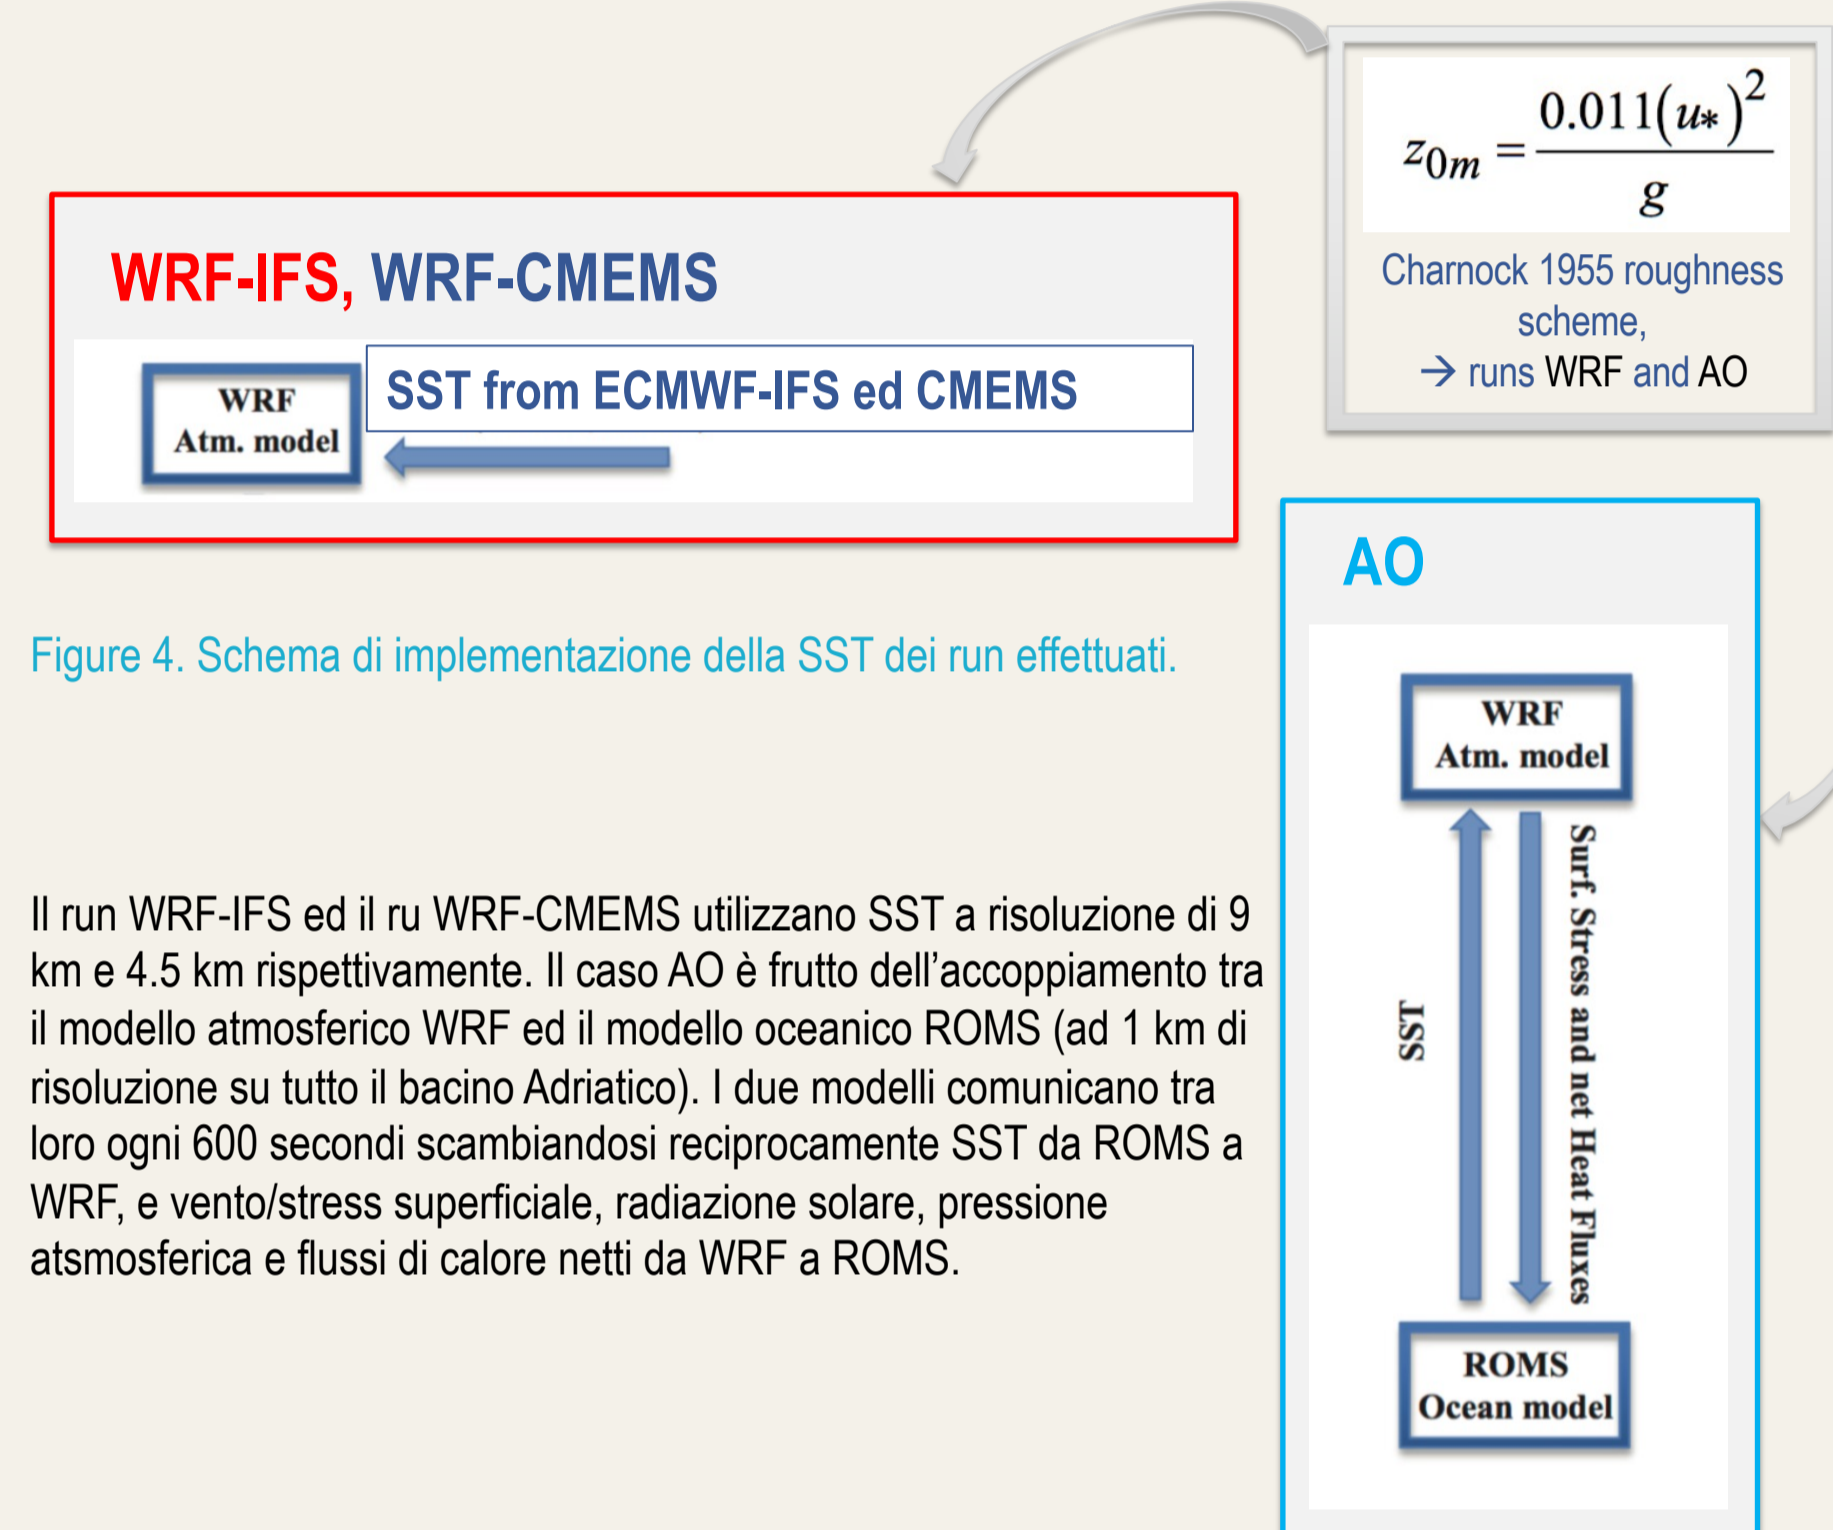 z0m = 0.011(u*)² / g
Charnock 1955 roughness
scheme,
→ runs WRF and AO
WRF-IFS, WRF-CMEMS
WRF
Atm. model
SST from ECMWF-IFS ed CMEMS
Figure 4. Schema di implementazione della SST dei run effettuati.
Il run WRF-IFS ed il ru WRF-CMEMS utilizzano SST a risoluzione di 9
km e 4.5 km rispettivamente. Il caso AO è frutto dell’accoppiamento tra
il modello atmosferico WRF ed il modello oceanico ROMS (ad 1 km di
risoluzione su tutto il bacino Adriatico). I due modelli comunicano tra
loro ogni 600 secondi scambiandosi reciprocamente SST da ROMS a
WRF, e vento/stress superficiale, radiazione solare, pressione
atsmosferica e flussi di calore netti da WRF a ROMS.
AO
WRF
Atm. model
SST
Surf. Stress and net Heat Fluxes
ROMS
Ocean model